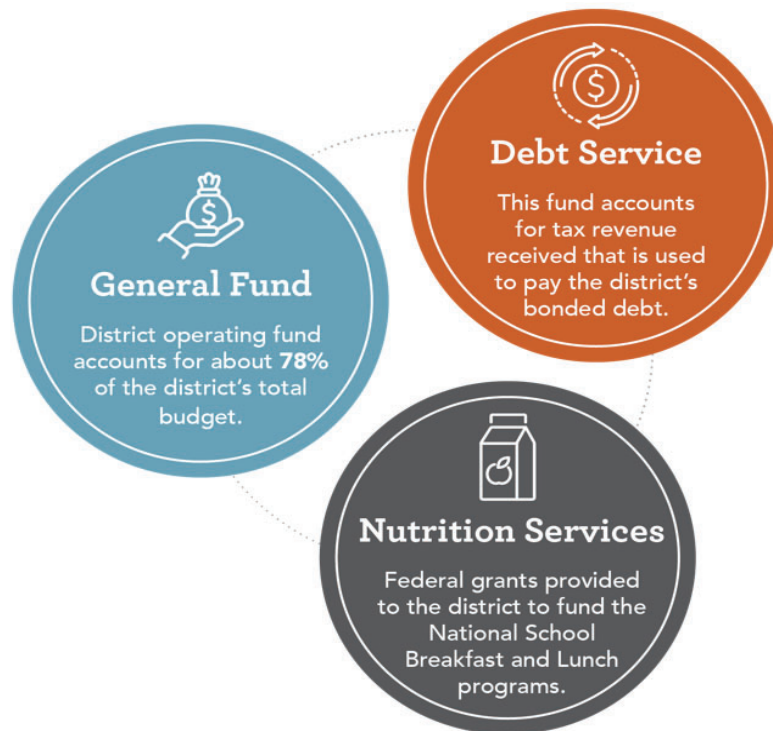 General Fund
District operating fund
accounts for about 78%
of the district's total
budget.
Debt Service
This fund accounts
for tax revenue
received that is used
to pay the district's
bonded debt.
Nutrition Services
Federal grants provided
to the district to fund the
National School
Breakfast and Lunch
programs.